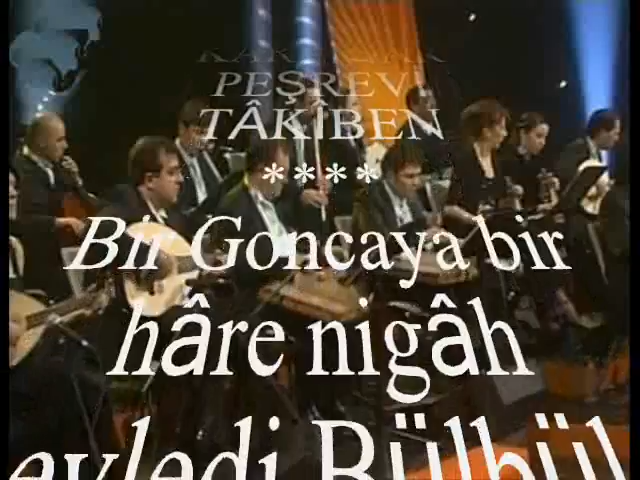 PEŞREVİ
TÂKİBEN
****
Bir Goncaya bir
hâre nigâh
eyledi Bülbül